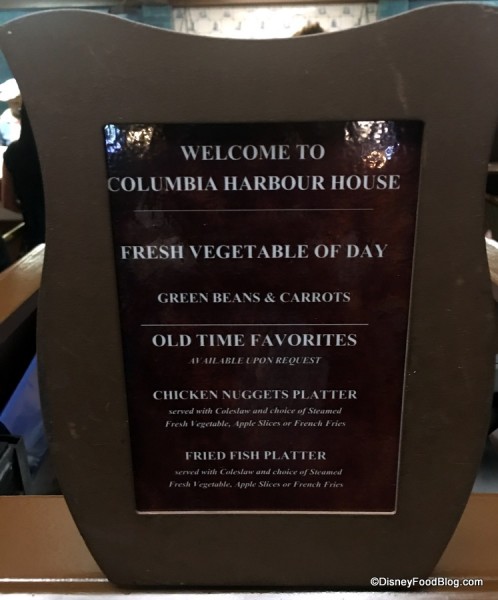 WELCOME TO
COLUMBIA HARBOUR HOUSE
FRESH VEGETABLE OF DAY
GREEN BEANS & CARROTS
OLD TIME FAVORITES
AVAILABLE UPON REQUEST
CHICKEN NUGGETS PLATTER
served with Coleslaw and choice of Steamed
Fresh Vegetable, Apple Slices or French Fries
FRIED FISH PLATTER
served with Coleslaw and choice of Steamed
Fresh Vegetable, Apple Slices or French Fries
©DisneyFoodBlog.com